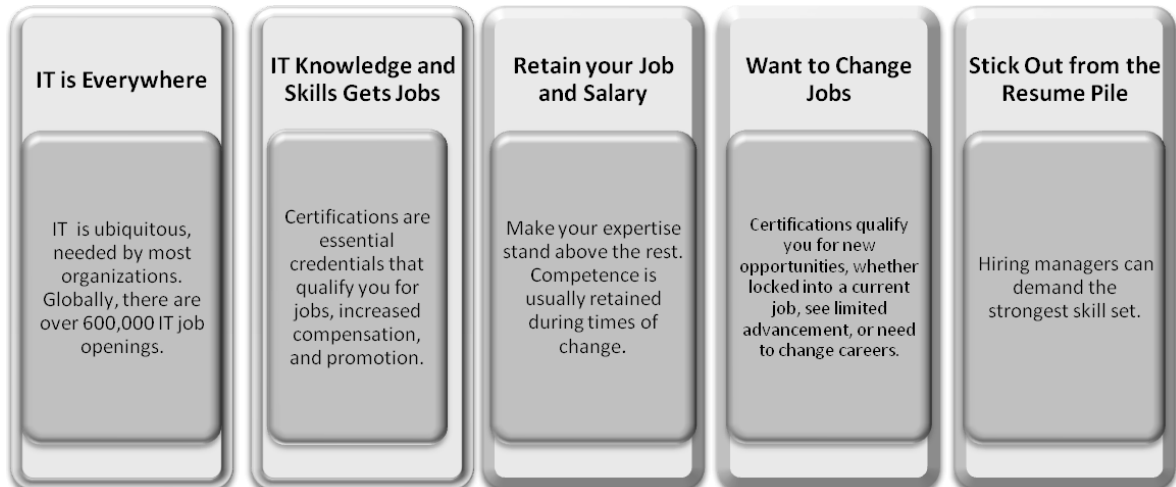 IT is Everywhere
IT is ubiquitous,
needed by most
organizations.
Globally, there are
over 600,000 IT job
openings.
IT Knowledge and
Skills Gets Jobs
Certifications are
essential
credentials that
qualify you for
jobs, increased
compensation,
and promotion.
Retain your Job
and Salary
Make your expertise
stand above the rest.
Competence is
usually retained
during times of
change.
Want to Change
Jobs
Certifications qualify
you for new
opportunities, whether
locked into a current
job, see limited
advancement, or need
to change careers.
Stick Out from the
Resume Pile
Hiring managers can
demand the
strongest skill set.